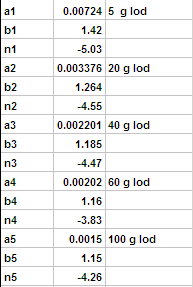 a1 0.00724 5 g lod
b1 1.42
n1 -5.03
a2 0.003376 20 g lod
b2 1.264
n2 -4.55
a3 0.002201 40 g lod
b3 1.185
n3 -4.47
a4 0.00202 60 g lod
b4 1.16
n4 -3.83
a5 0.0015 100 g lod
b5 1.15
n5 -4.26